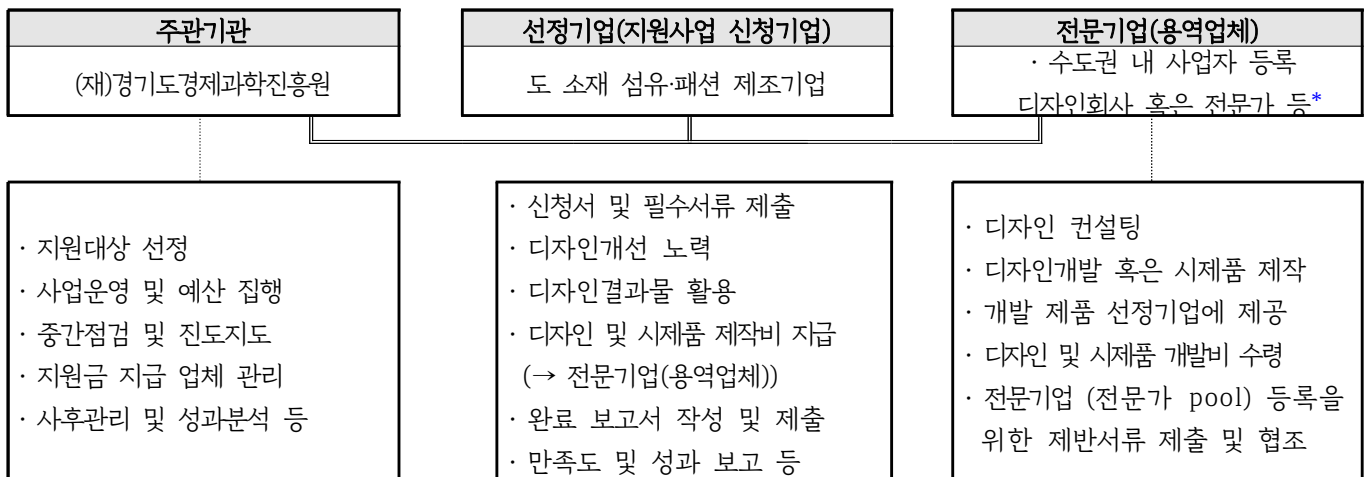 주관기관
(재)경기도경제과학진흥원
선정기업(지원사업 신청기업)
도 소재 섬유·패션 제조기업
전문기업(용역업체)
· 수도권 내 사업자 등록
디자인회사 혹은 전문가 등*
· 지원대상 선정
· 사업운영 및 예산 집행
· 중간점검 및 진도지도
· 지원금 지급 업체 관리
· 사후관리 및 성과분석 등
· 신청서 및 필수서류 제출
· 디자인개선 노력
· 디자인결과물 활용
· 디자인 및 시제품 제작비 지급
(→ 전문기업(용역업체))
· 완료 보고서 작성 및 제출
· 만족도 및 성과 보고 등
· 디자인 컨설팅
· 디자인개발 혹은 시제품 제작
· 개발 제품 선정기업에 제공
· 디자인 및 시제품 개발비 수령
· 전문기업 (전문가 pool) 등록을
위한 제반서류 제출 및 협조